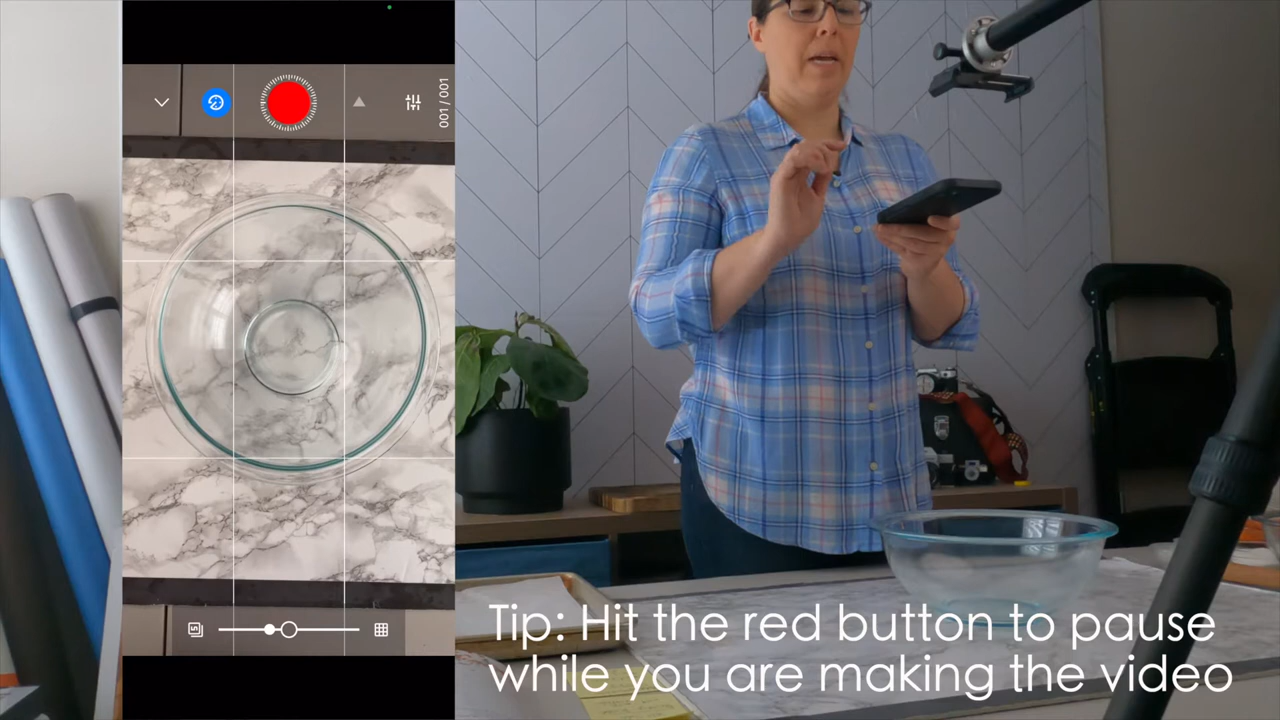 001 / 001
Tip: Hit the red button to pause
while you are making the video